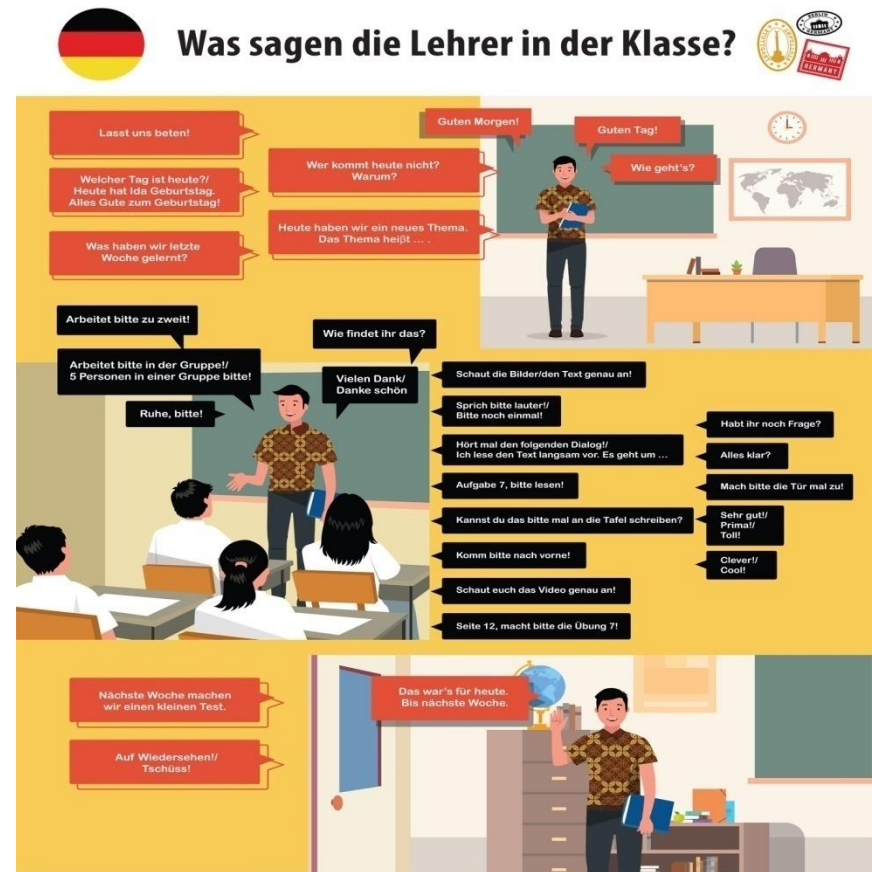 Was sagen die Lehrer in der Klasse?
BERLIN
GERMANY
GERMANY
Lasst uns beten!
Guten Morgen!
Guten Tag!
Wie geht's?
Welcher Tag ist heute?/
Heute hat Ida Geburtstag.
Alles Gute zum Geburtstag!
Wer kommt heute nicht?
Warum?
Was haben wir letzte
Woche gelernt?
Heute haben wir ein neues Thema.
Das Thema heiβt ... .
Arbeitet bitte zu zweit!
Arbeitet bitte in der Gruppe!/
5 Personen in einer Gruppe bitte!
Ruhe, bitte!
Wie findet ihr das?
Vielen Dank/
Danke schön
Schaut die Bilder/den Text genau an!
Sprich bitte lauter!/
Bitte noch einmal!
Hört mal den folgenden Dialog!/
Ich lese den Text langsam vor. Es geht um ...
Aufgabe 7, bitte lesen!
Kannst du das bitte mal an die Tafel schreiben?
Komm bitte nach vorne!
Schaut euch das Video genau an!
Seite 12, macht bitte die Übung 7!
Habt ihr noch Frage?
Alles klar?
Mach bitte die Tür mal zu!
Sehr gut!/
Prima!/
Toll!
Clever!/
Cool!
Nächste Woche machen
wir einen kleinen Test.
Auf Wiedersehen!/
Tschüss!
Das war's für heute.
Bis nächste Woche.